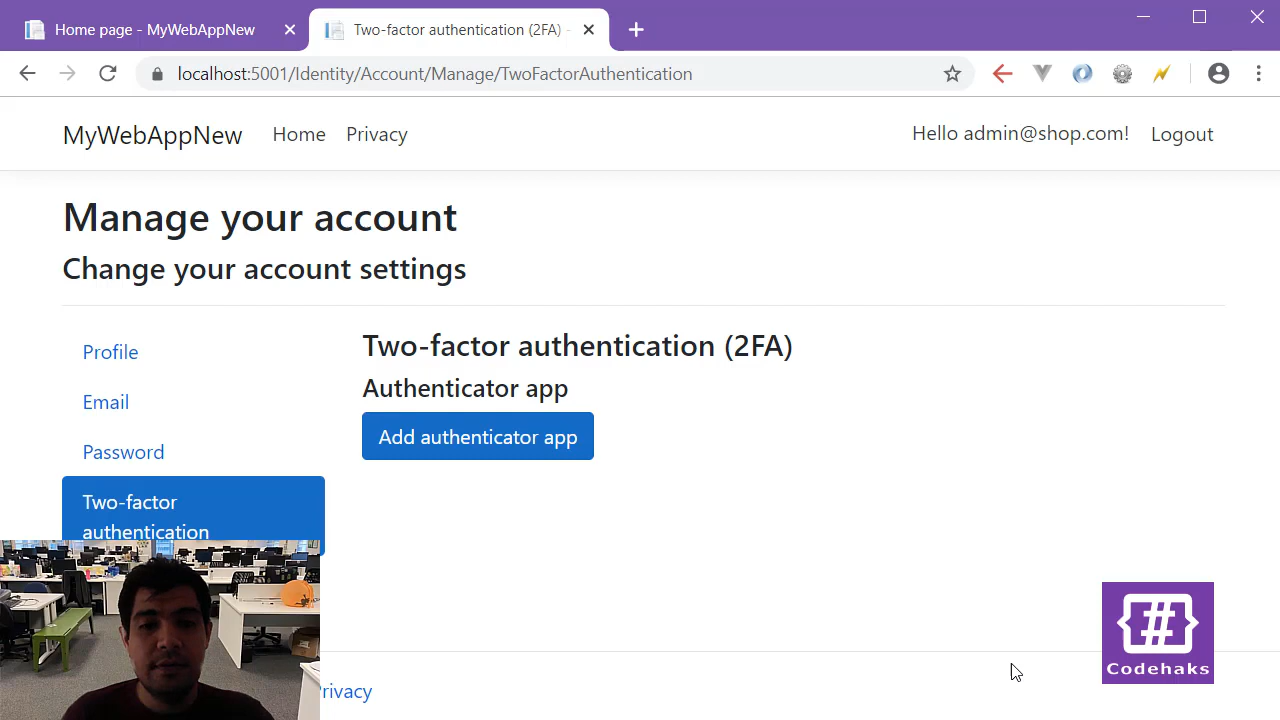 Home page - MyWebAppNew
Two-factor authentication (2FA) -
localhost:5001/Identity/Account/Manage/TwoFactorAuthentication
MyWebAppNew Home Privacy Hello admin@shop.com! Logout
Manage your account
Change your account settings
Profile
Email
Password
Two-factor
authentication
Two-factor authentication (2FA)
Authenticator app
Add authenticator app
{#}
Codehaks
rivacy